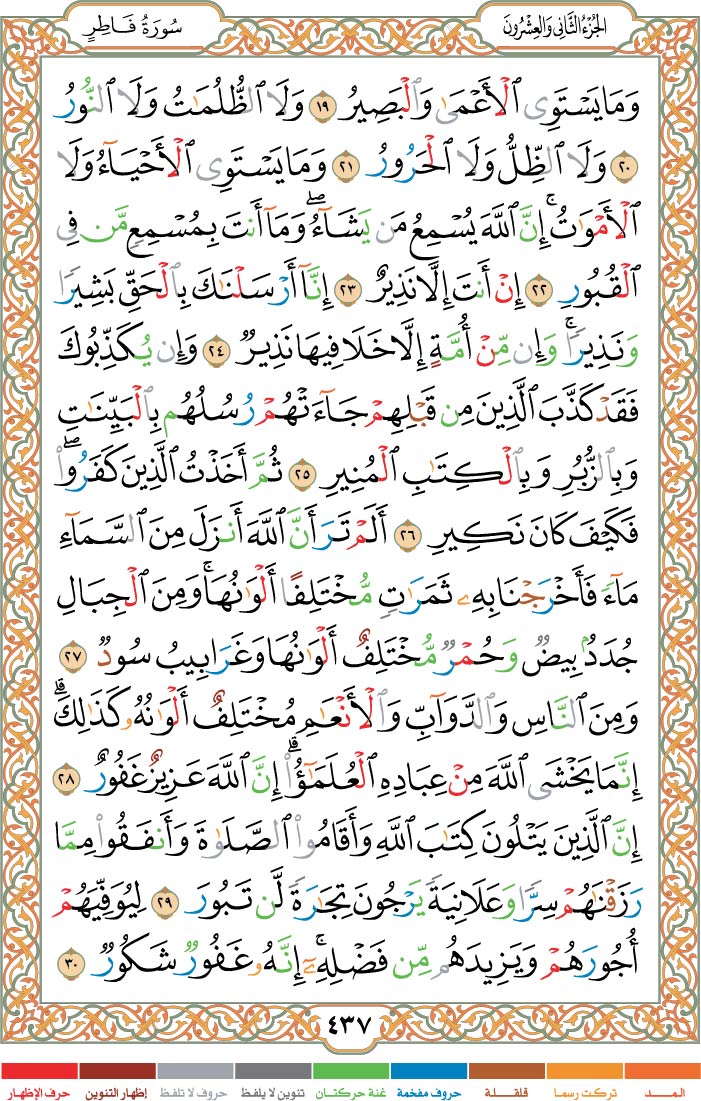 سُورَةُ فَاطِرٍ
الجُزْءُ الثَّانِي وَالعِشْرُونَ
وَمَا يَسْتَوِى ٱلْأَعْمَىٰ وَٱلْبَصِيرُ ١٩ وَلَا ٱلظُّلُمَٰتُ وَلَا ٱلنُّورُ
٢٠ وَلَا ٱلظِّلُّ وَلَا ٱلْحَرُورُ ٢١ وَمَا يَسْتَوِى ٱلْأَحْيَآءُ وَلَا
ٱلْأَمْوَٰتُ ۚ إِنَّ ٱللَّهَ يُسْمِعُ مَن يَشَآءُ ۖ وَمَآ أَنتَ بِمُسْمِعٍ مَّن فِى
ٱلْقُبُورِ ٢٢ إِنْ أَنتَ إِلَّا نَذِيرٌ ٢٣ إِنَّآ أَرْسَلْنَٰكَ بِٱلْحَقِّ بَشِيرًا
وَنَذِيرًا ۚ وَإِن مِّنْ أُمَّةٍ إِلَّا خَلَا فِيهَا نَذِيرٌ ٢٤ وَإِن يُكَذِّبُوكَ
فَقَدْ كَذَّبَ ٱلَّذِينَ مِن قَبْلِهِمْ جَآءَتْهُمْ رُسُلُهُم بِٱلْبَيِّنَٰتِ
وَبِٱلزُّبُرِ وَبِٱلْكِتَٰبِ ٱلْمُنِيرِ ٢٥ ثُمَّ أَخَذْتُ ٱلَّذِينَ كَفَرُوا۟ ۖ
فَكَيْفَ كَانَ نَكِيرِ ٢٦ أَلَمْ تَرَ أَنَّ ٱللَّهَ أَنزَلَ مِنَ ٱلسَّمَآءِ
مَآءً فَأَخْرَجْنَا بِهِۦ ثَمَرَٰتٍ مُّخْتَلِفًا أَلْوَٰنُهَا ۚ وَمِنَ ٱلْجِبَالِ
جُدَدٌۢ بِيضٌ وَحُمْرٌ مُّخْتَلِفٌ أَلْوَٰنُهَا وَغَرَابِيبُ سُودٌ ٢٧
وَمِنَ ٱلنَّاسِ وَٱلدَّوَآبِّ وَٱلْأَنْعَٰمِ مُخْتَلِفٌ أَلْوَٰنُهُۥ كَذَٰلِكَ ۗ
إِنَّمَا يَخْشَى ٱللَّهَ مِنْ عِبَادِهِ ٱلْعُلَمَٰٓؤُا۟ ۗ إِنَّ ٱللَّهَ عَزِيزٌ غَفُورٌ ٢٨
إِنَّ ٱلَّذِينَ يَتْلُونَ كِتَٰبَ ٱللَّهِ وَأَقَامُوا۟ ٱلصَّلَوٰةَ وَأَنفَقُوا۟ مِمَّا
رَزَقْنَٰهُمْ سِرًّا وَعَلَانِيَةً يَرْجُونَ تِجَٰرَةً لَّن تَبُورَ ٢٩ لِيُوَفِّيَهُمْ
أُجُورَهُمْ وَيَزِيدَهُم مِّن فَضْلِهِۦٓ ۚ إِنَّهُۥ غَفُورٌ شَكُورٌ ٣٠
٤٣٧
المـــد تركت رسما قلقلة حروف مفخمة غنة حركتان تنوين لا يلفظ حروف لا تلفظ إظهار التنوين حرف الإظهار